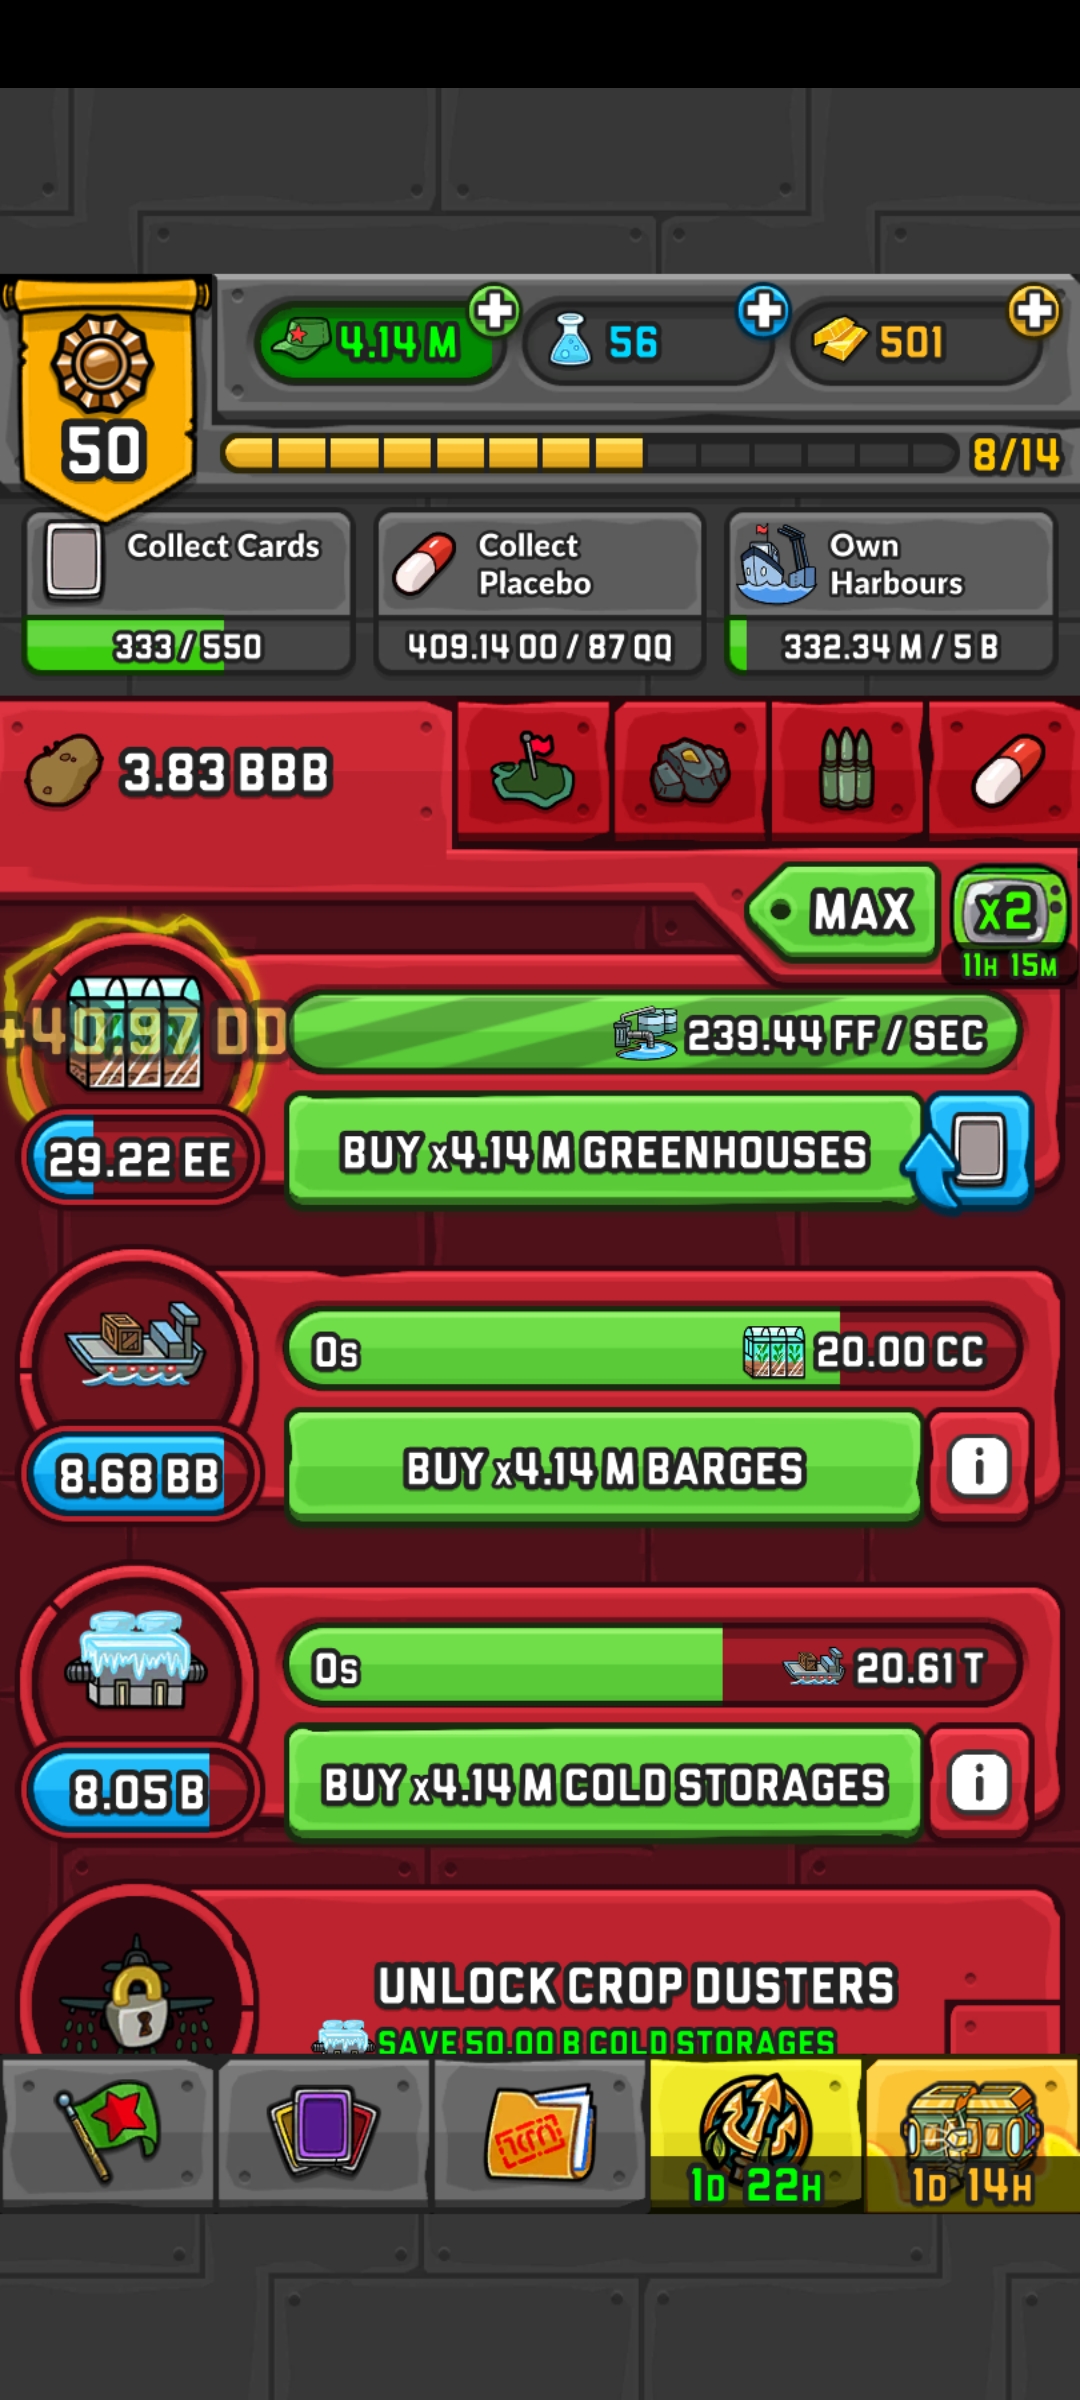 4.14 M
56
501
50
8/14
Collect Cards
333 / 550
Collect
Placebo
409.14 OO / 87 QQ
Own
Harbours
332.34 M / 5 B
3.83 BBB
MAX
x2
11H 15M
+40.97 DD
239.44 FF / SEC
29.22 EE
BUY x4.14 M GREENHOUSES
0s
20.00 CC
8.68 BB
BUY x4.14 M BARGES
i
0s
20.61 T
8.05 B
BUY x4.14 M COLD STORAGES
i
UNLOCK CROP DUSTERS
SAVE 50.00 B COLD STORAGES
1D 22H
1D 14H